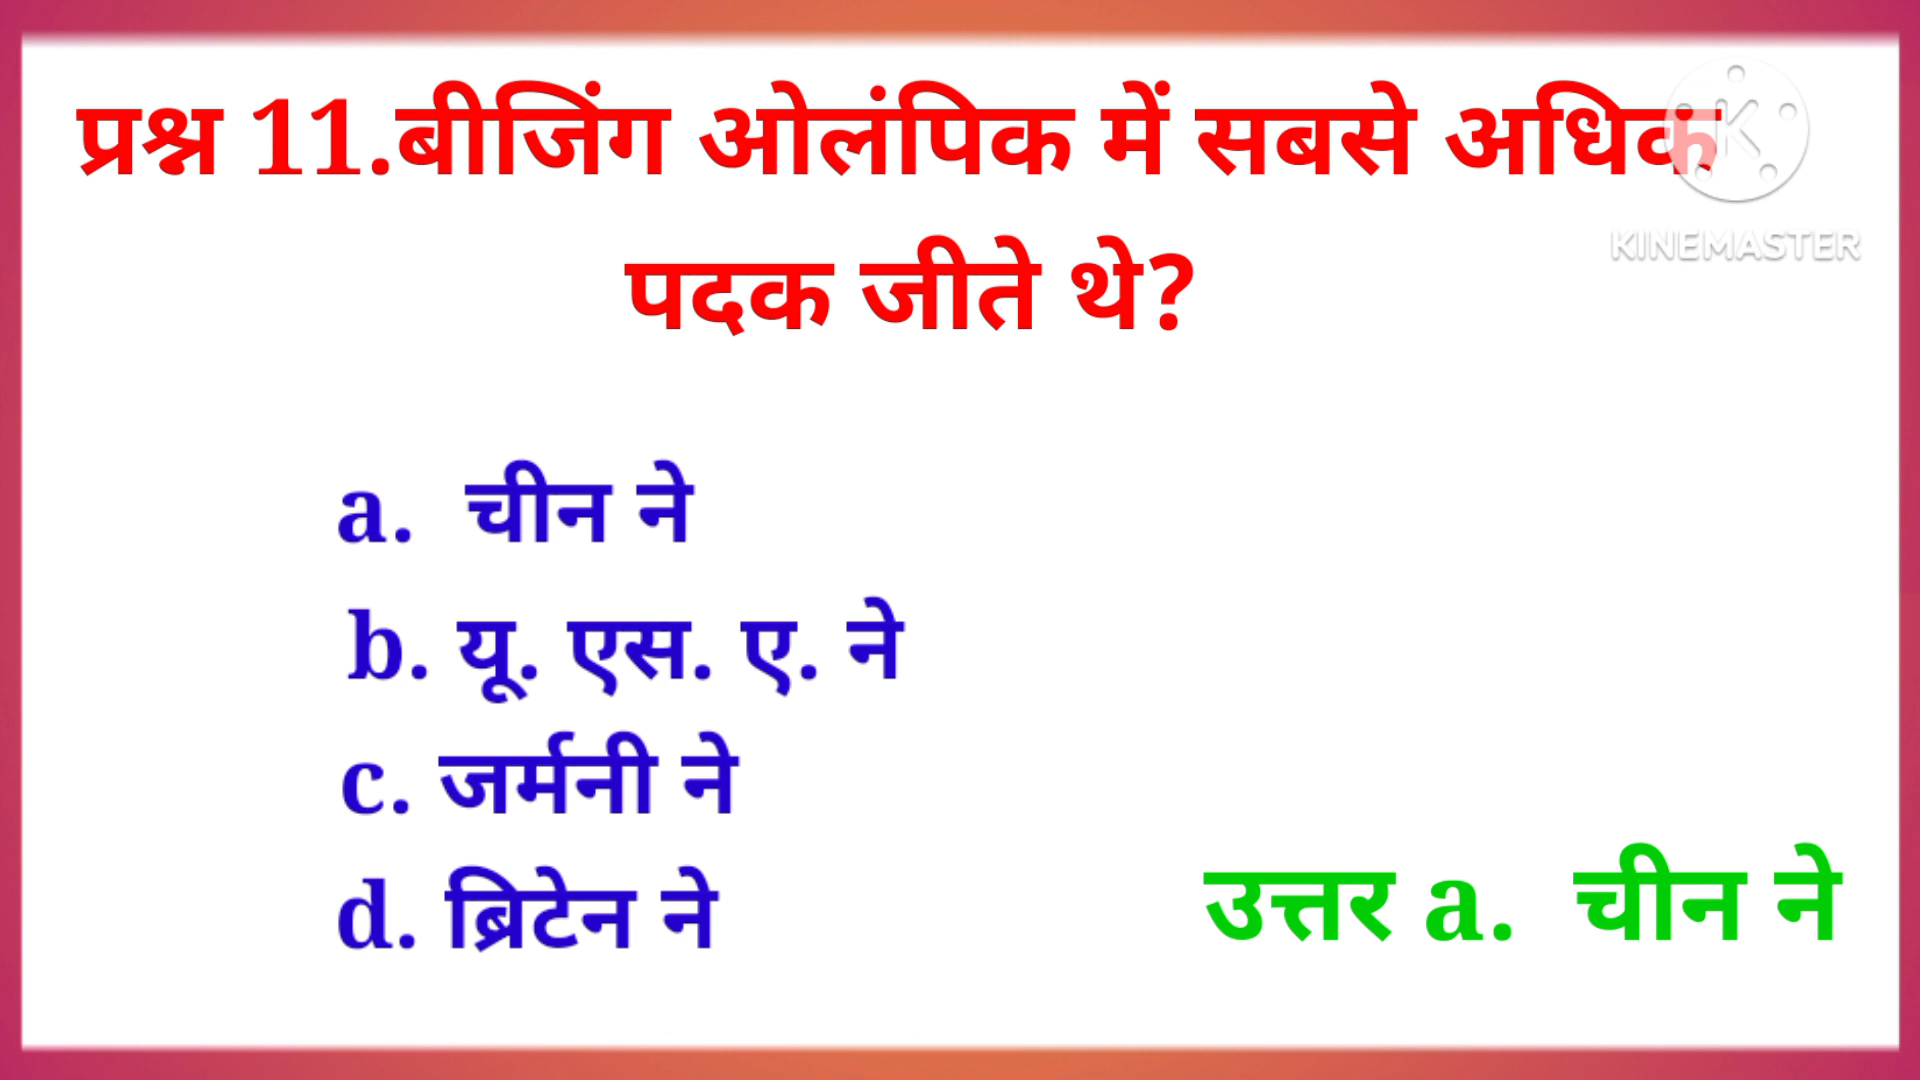 प्रश्न 11.बीजिंग ओलंपिक में सबसे अधिक
पदक जीते थे?
K
KINEMASTER
a. चीन ने
b. यू. एस. ए. ने
c. जर्मनी ने
d. ब्रिटेन ने
उत्तर a. चीन ने